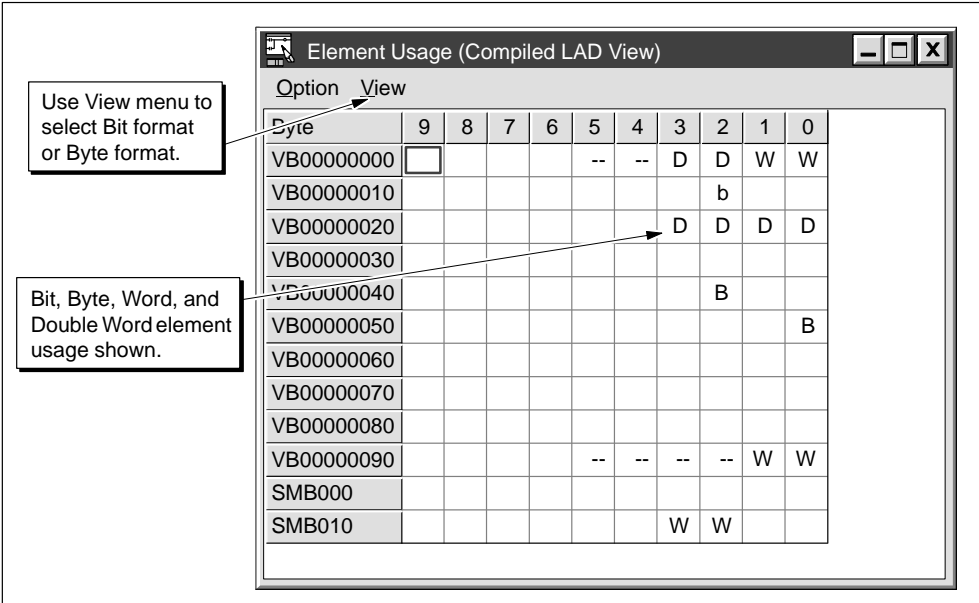 Element Usage (Compiled LAD View)
Option View
Use View menu to
select Bit format
or Byte format.
Byte 9 8 7 6 5 4 3 2 1 0
VB00000000 -- -- D D W W
VB00000010 b
VB00000020 D D D D
VB00000030
VB00000040 B
VB00000050 B
VB00000060
VB00000070
VB00000080
VB00000090 -- -- -- -- W W
SMB000
SMB010 W W
Bit, Byte, Word, and
Double Word element
usage shown.